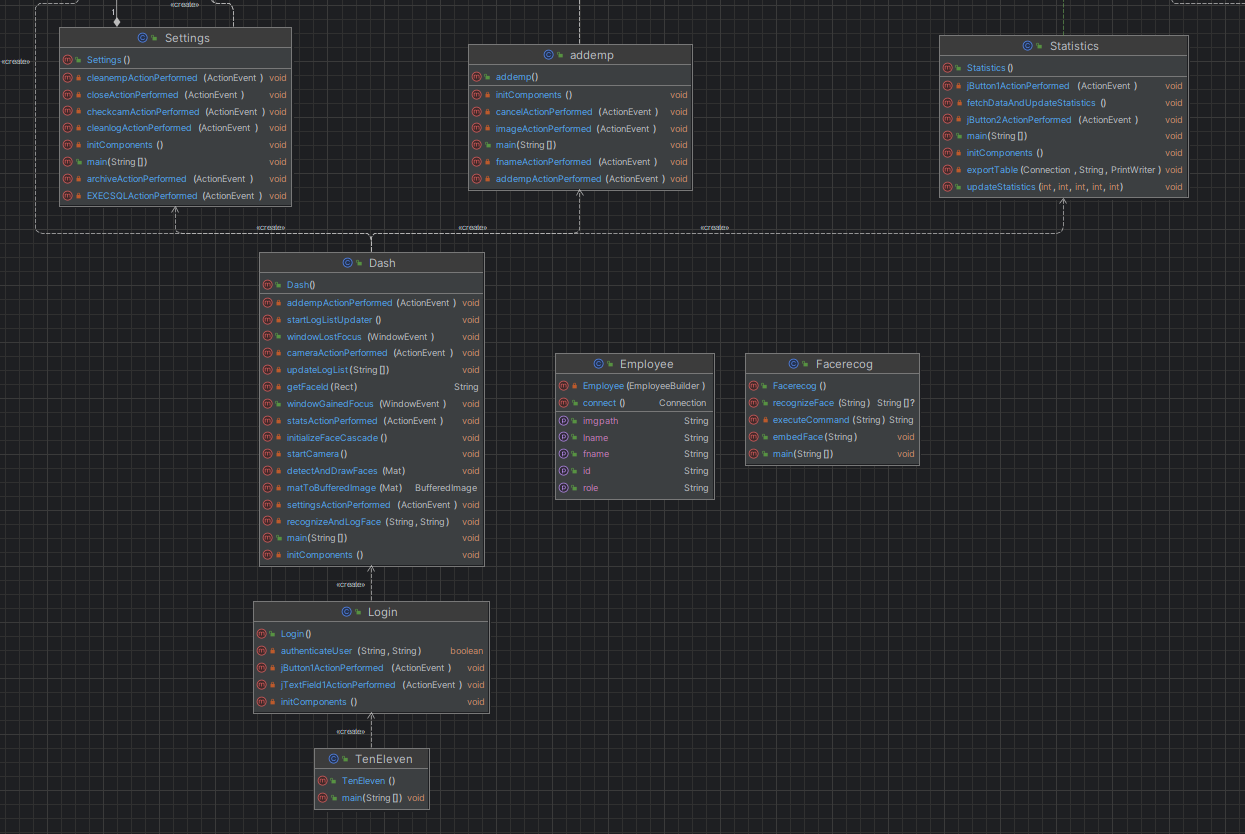 «create»
1
«create»
Settings
Settings ()
cleanempActionPerformed (ActionEvent ) void
closeActionPerformed (ActionEvent ) void
checkcamActionPerformed (ActionEvent ) void
cleanlogActionPerformed (ActionEvent ) void
initComponents () void
main(String []) void
archiveActionPerformed (ActionEvent ) void
EXECSQLActionPerformed (ActionEvent ) void
addemp
addemp()
initComponents () void
cancelActionPerformed (ActionEvent ) void
imageActionPerformed (ActionEvent ) void
main(String []) void
fnameActionPerformed (ActionEvent ) void
addempActionPerformed (ActionEvent ) void
Statistics
Statistics ()
jButton1ActionPerformed (ActionEvent ) void
fetchDataAndUpdateStatistics () void
jButton2ActionPerformed (ActionEvent ) void
main(String []) void
initComponents () void
exportTable (Connection , String , PrintWriter ) void
updateStatistics (int , int, int, int, int) void
«create»
«create»
«create»
Dash
Dash()
addempActionPerformed (ActionEvent ) void
startLogListUpdater () void
windowLostFocus (WindowEvent ) void
cameraActionPerformed (ActionEvent ) void
updateLogList (String []) void
getFaceId (Rect) String
windowGainedFocus (WindowEvent ) void
statsActionPerformed (ActionEvent ) void
initializeFaceCascade () void
startCamera () void
detectAndDrawFaces (Mat) void
matToBufferedImage (Mat) BufferedImage
settingsActionPerformed (ActionEvent ) void
recognizeAndLogFace (String , String ) void
main(String []) void
initComponents () void
Employee
Employee (EmployeeBuilder )
connect () Connection
imgpath String
lname String
fname String
id String
role String
Facerecog
Facerecog ()
recognizeFace (String ) String []?
executeCommand (String ) String
embedFace (String ) void
main(String []) void
«create»
Login
Login ()
authenticateUser (String , String ) boolean
jButton1ActionPerformed (ActionEvent ) void
jTextField1ActionPerformed (ActionEvent ) void
initComponents () void
«create»
TenEleven
TenEleven ()
main(String []) void